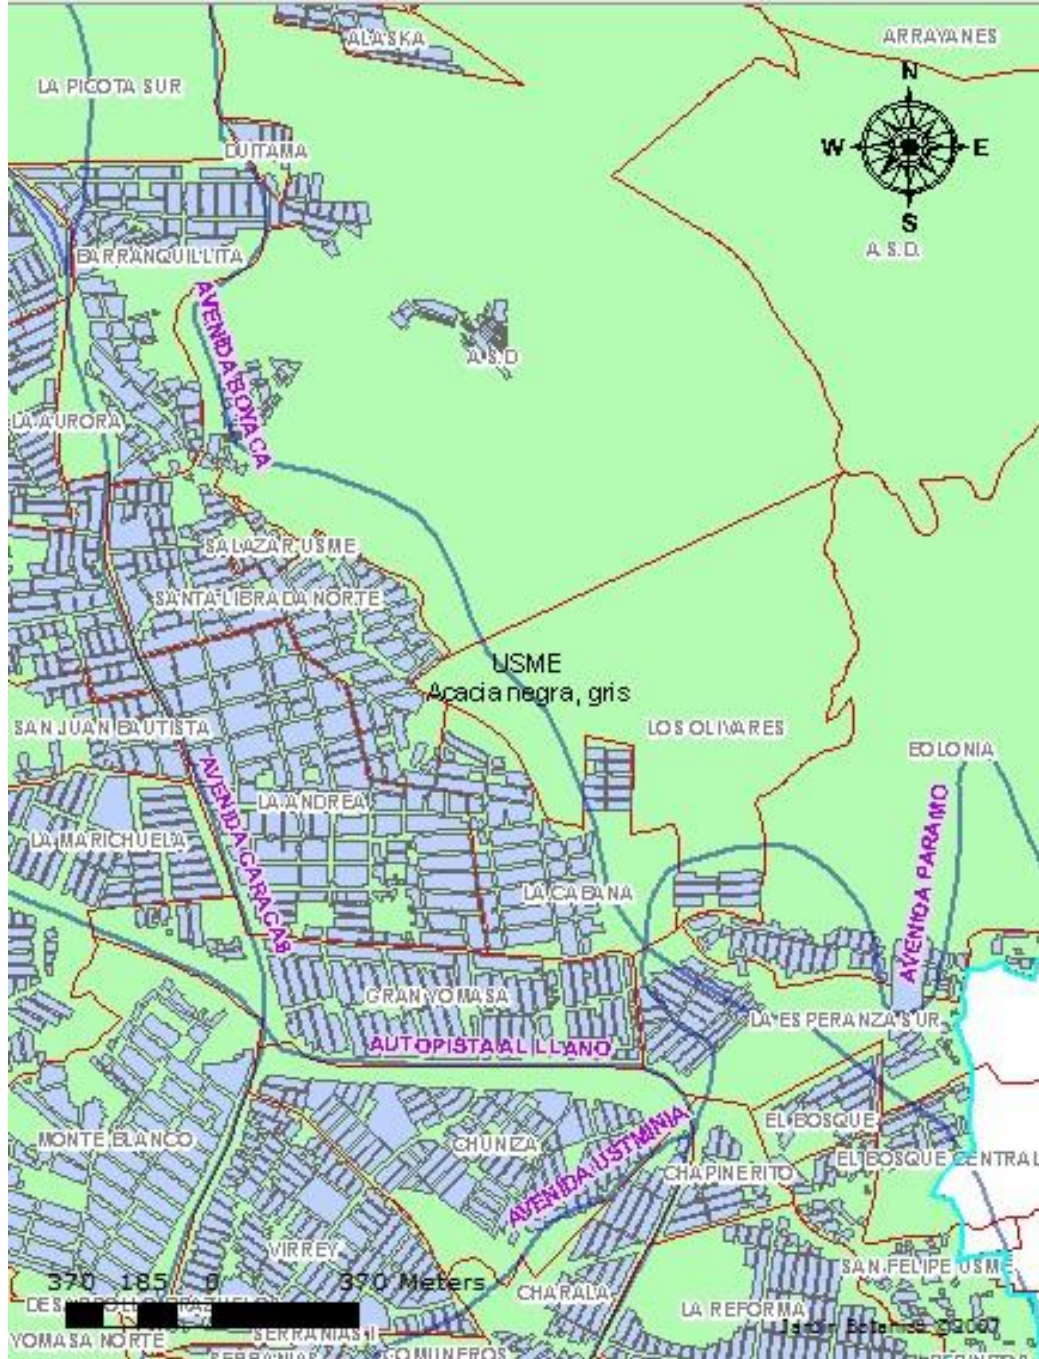 ALASKA
ARRAYANES
LA PICOTA SUR
N
W
E
S
DUITAMA
A.S.D.
BARRANQUILLITA
AVENIDA BOYACA
A.S.D
LA AURORA
SALAZAR USME
SANTA LIBRADA NORTE
USME
Acacia negra, gris
SAN JUAN BAUTISTA
LOS OLIVARES
BOLONIA
AVENIDA CARACAS
LA ANDREA
AVENIDA PARAMO
LA MARICHUELA
LA CABANA
GRAN YOMASA
LA ESPERANZA SUR
AUTOPISTA AL LLANO
EL BOSQUE
MONTE BLANCO
CHUNIZA
AVENIDA USTMINIA
CHAPINERITO
EL BOSQUE CENTRAL
VIRREY
SAN FELIPE USME
370 185 0 370 Meters
CHARALA
LA REFORMA
YOMASA NORTE
SERRANIAS I
SERRANIAS
COMUNEROS